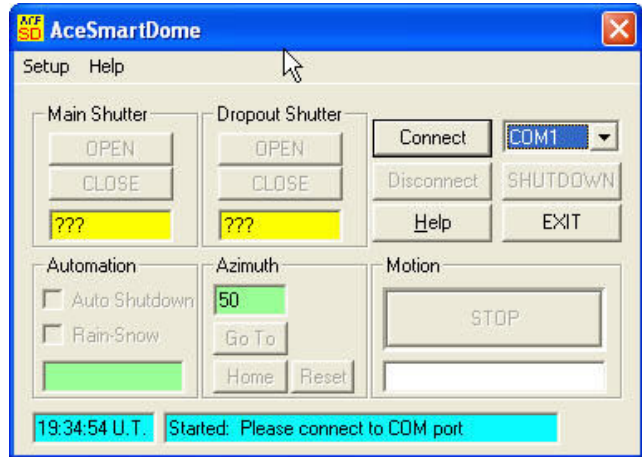 ACE
SD
AceSmartDome
Setup Help
Main Shutter
OPEN
CLOSE
???
Dropout Shutter
OPEN
CLOSE
???
Connect
COM1
Disconnect
SHUTDOWN
Help
EXIT
Automation
Auto Shutdown
Rain-Snow
Azimuth
50
Go To
Home
Reset
Motion
STOP
19:34:54 U.T.
Started: Please connect to COM port